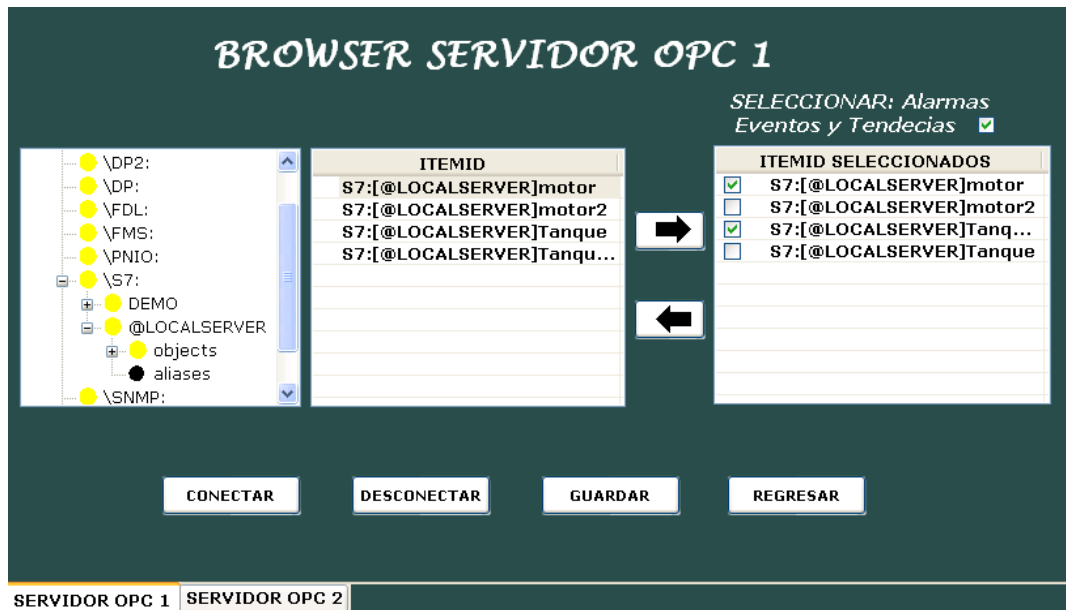 BROWSER SERVIDOR OPC 1
SELECCIONAR: Alarmas
Eventos y Tendecias
\DP2:
\DP:
\FDL:
\FMS:
\PNIO:
\S7:
DEMO
@LOCALSERVER
objects
aliases
\SNMP:
ITEMID
S7:[@LOCALSERVER]motor
S7:[@LOCALSERVER]motor2
S7:[@LOCALSERVER]Tanque
S7:[@LOCALSERVER]Tanqu...
ITEMID SELECCIONADOS
S7:[@LOCALSERVER]motor
S7:[@LOCALSERVER]motor2
S7:[@LOCALSERVER]Tanq...
S7:[@LOCALSERVER]Tanque
CONECTAR
DESCONECTAR
GUARDAR
REGRESAR
SERVIDOR OPC 1
SERVIDOR OPC 2